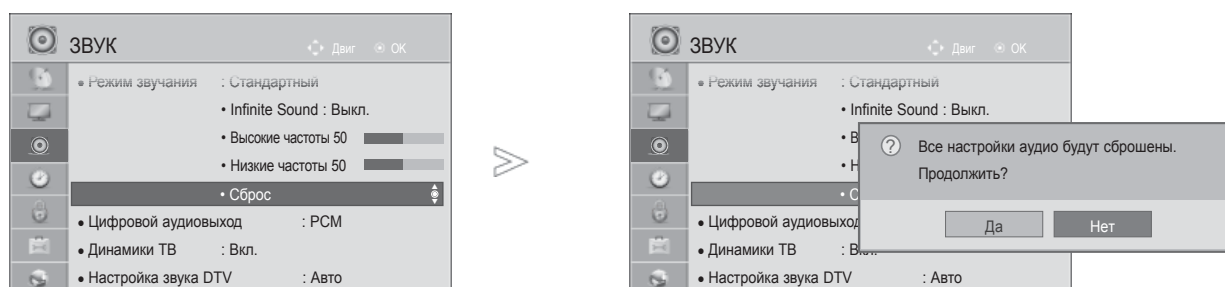 ЗВУК
Двиг
OK
• Режим звучания : Стандартный
• Infinite Sound : Выкл.
• Высокие частоты 50
• Низкие частоты 50
• Сброс
• Цифровой аудиовыход : PCM
• Динамики ТВ : Вкл.
• Настройка звука DTV : Авто
ЗВУК
Двиг
OK
• Режим звучания : Стандартный
• Infinite Sound : Выкл.
? Все настройки аудио будут сброшены.
Продолжить?
Да
Нет
• Цифровой аудиовыход
• Динамики ТВ
• Настройка звука DTV : Авто